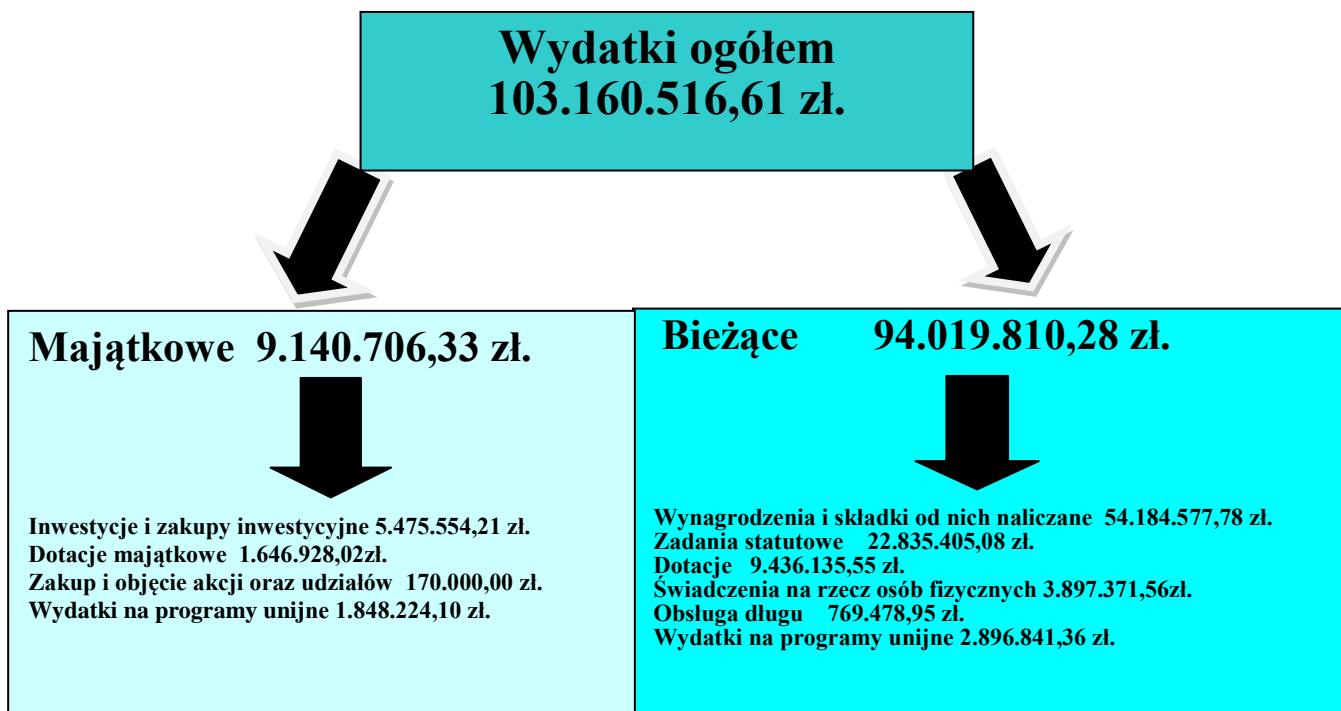 Wydatki ogółem
103.160.516,61 zł.
Majątkowe 9.140.706,33 zł.
Inwestycje i zakupy inwestycyjne 5.475.554,21 zł.
Dotacje majątkowe 1.646.928,02zł.
Zakup i objęcie akcji oraz udziałów 170.000,00 zł.
Wydatki na programy unijne 1.848.224,10 zł.
Bieżące 94.019.810,28 zł.
Wynagrodzenia i składki od nich naliczane 54.184.577,78 zł.
Zadania statutowe 22.835.405,08 zł.
Dotacje 9.436.135,55 zł.
Świadczenia na rzecz osób fizycznych 3.897.371,56zł.
Obsługa długu 769.478,95 zł.
Wydatki na programy unijne 2.896.841,36 zł.